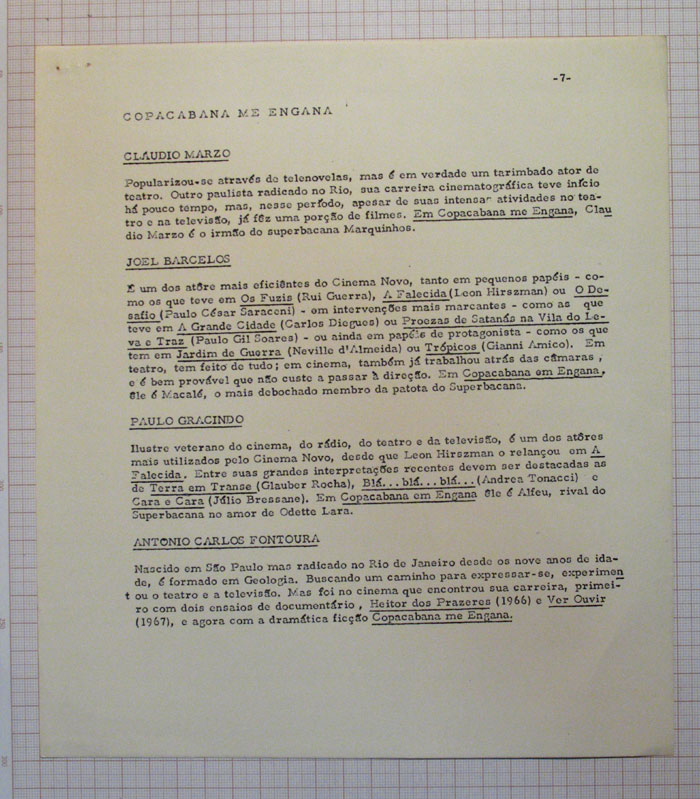 -7-
COPACABANA ME ENGANA
CLAUDIO MARZO
Popularizou-se através de telenovelas, mas é em verdade um tarimbado ator de
teatro. Outro paulista radicado no Rio, sua carreira cinematográfica teve início
há pouco tempo, mas, nesse período, apesar de suas intensas atividades no tea-
tro e na televisão, já fêz uma porção de filmes. Em Copacabana me Engana, Clau
dio Marzo é o irmão do superbacana Marquinhos.
JOEL BARCELOS
E um dos atôre mais eficiêntes do Cinema Novo, tanto em pequenos papéis - co-
mo os que teve em Os Fuzis (Rui Guerra), A Falecida (Leon Hirszman) ou O De-
safio (Paulo César Saraceni) - em intervenções mais marcantes - como as que
teve em A Grande Cidade (Carlos Diegues) ou Proezas de Satanás na Vila do Le-
va e Traz (Paulo Gil Soares) - ou ainda em papéis de protagonista - como os que
tem em Jardim de Guerra (Neville d'Almeida) ou Trópicos (Gianni Amico). Em
teatro, tem feito de tudo; em cinema, também já trabalhou atrás das câmaras ,
e é bem provável que não custe a passar à direção. Em Copacabana em Engana,
êle é Macalé, o mais debochado membro da patota do Superbacana.
PAULO GRACINDO
Ilustre veterano do cinema, do rádio, do teatro e da televisão, é um dos atôres
mais utilizados pelo Cinema Novo, desde que Leon Hirszman o relançou em A
Falecida. Entre suas grandes interpretações recentes devem ser destacadas as
de Terra em Transe (Glauber Rocha), Blá...blá...blá... (Andrea Tonacci) e
Cara e Cara (Júlio Bressane). Em Copacabana em Engana êle é Alfeu, rival do
Superbacana no amor de Odette Lara.
ANTONIO CARLOS FONTOURA
Nascido em São Paulo mas radicado no Rio de Janeiro desde os nove anos de ida-
de, é formado em Geologia. Buscando um caminho para expressar-se, experimen
t ou o teatro e a televisão. Mas foi no cinema que encontrou sua carreira, primei-
ro com dois ensaios de documentário , Heitor dos Prazeres (1966) e Ver Ouvir
(1967), e agora com a dramática ficção Copacabana me Engana.